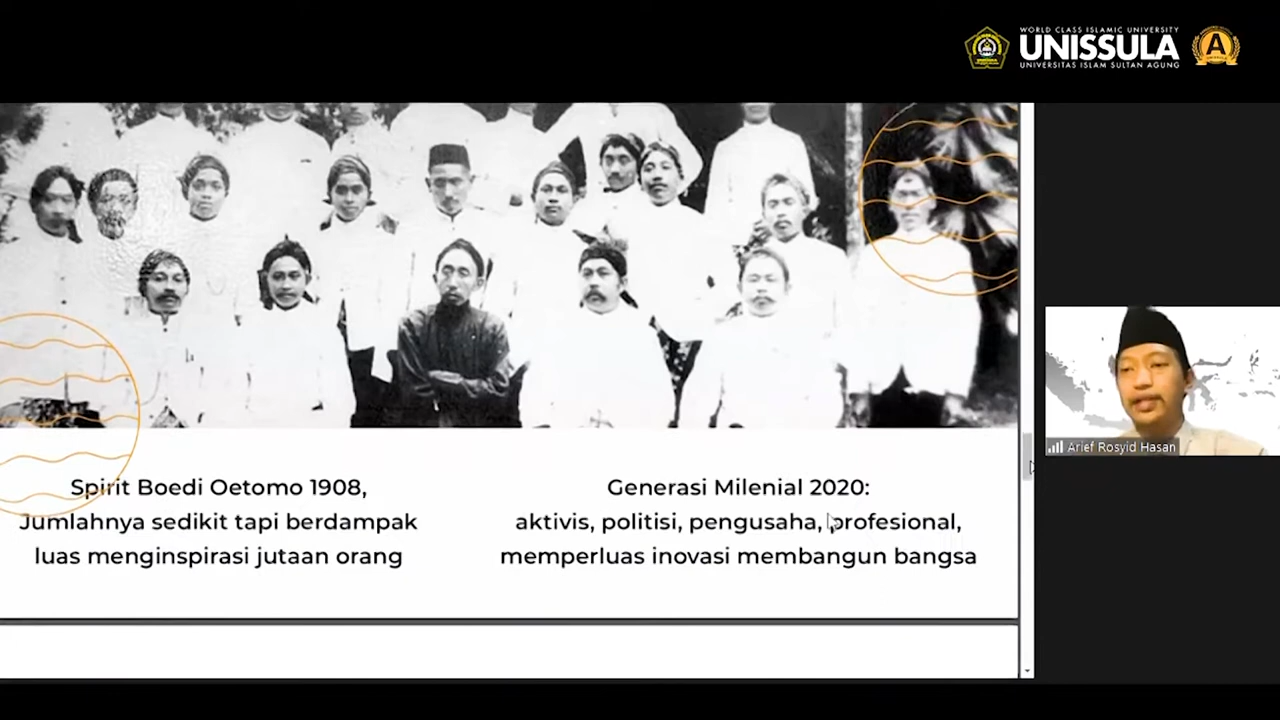 WORLD CLASS ISLAMIC UNIVERSITY
UNISSULA
UNIVERSITAS ISLAM SULTAN AGUNG
A
Arief Rosyid Hasan
Spirit Boedi Oetomo 1908,
Jumlahnya sedikit tapi berdampak
luas menginspirasi jutaan orang
Generasi Milenial 2020:
aktivis, politisi, pengusaha, profesional,
memperluas inovasi membangun bangsa